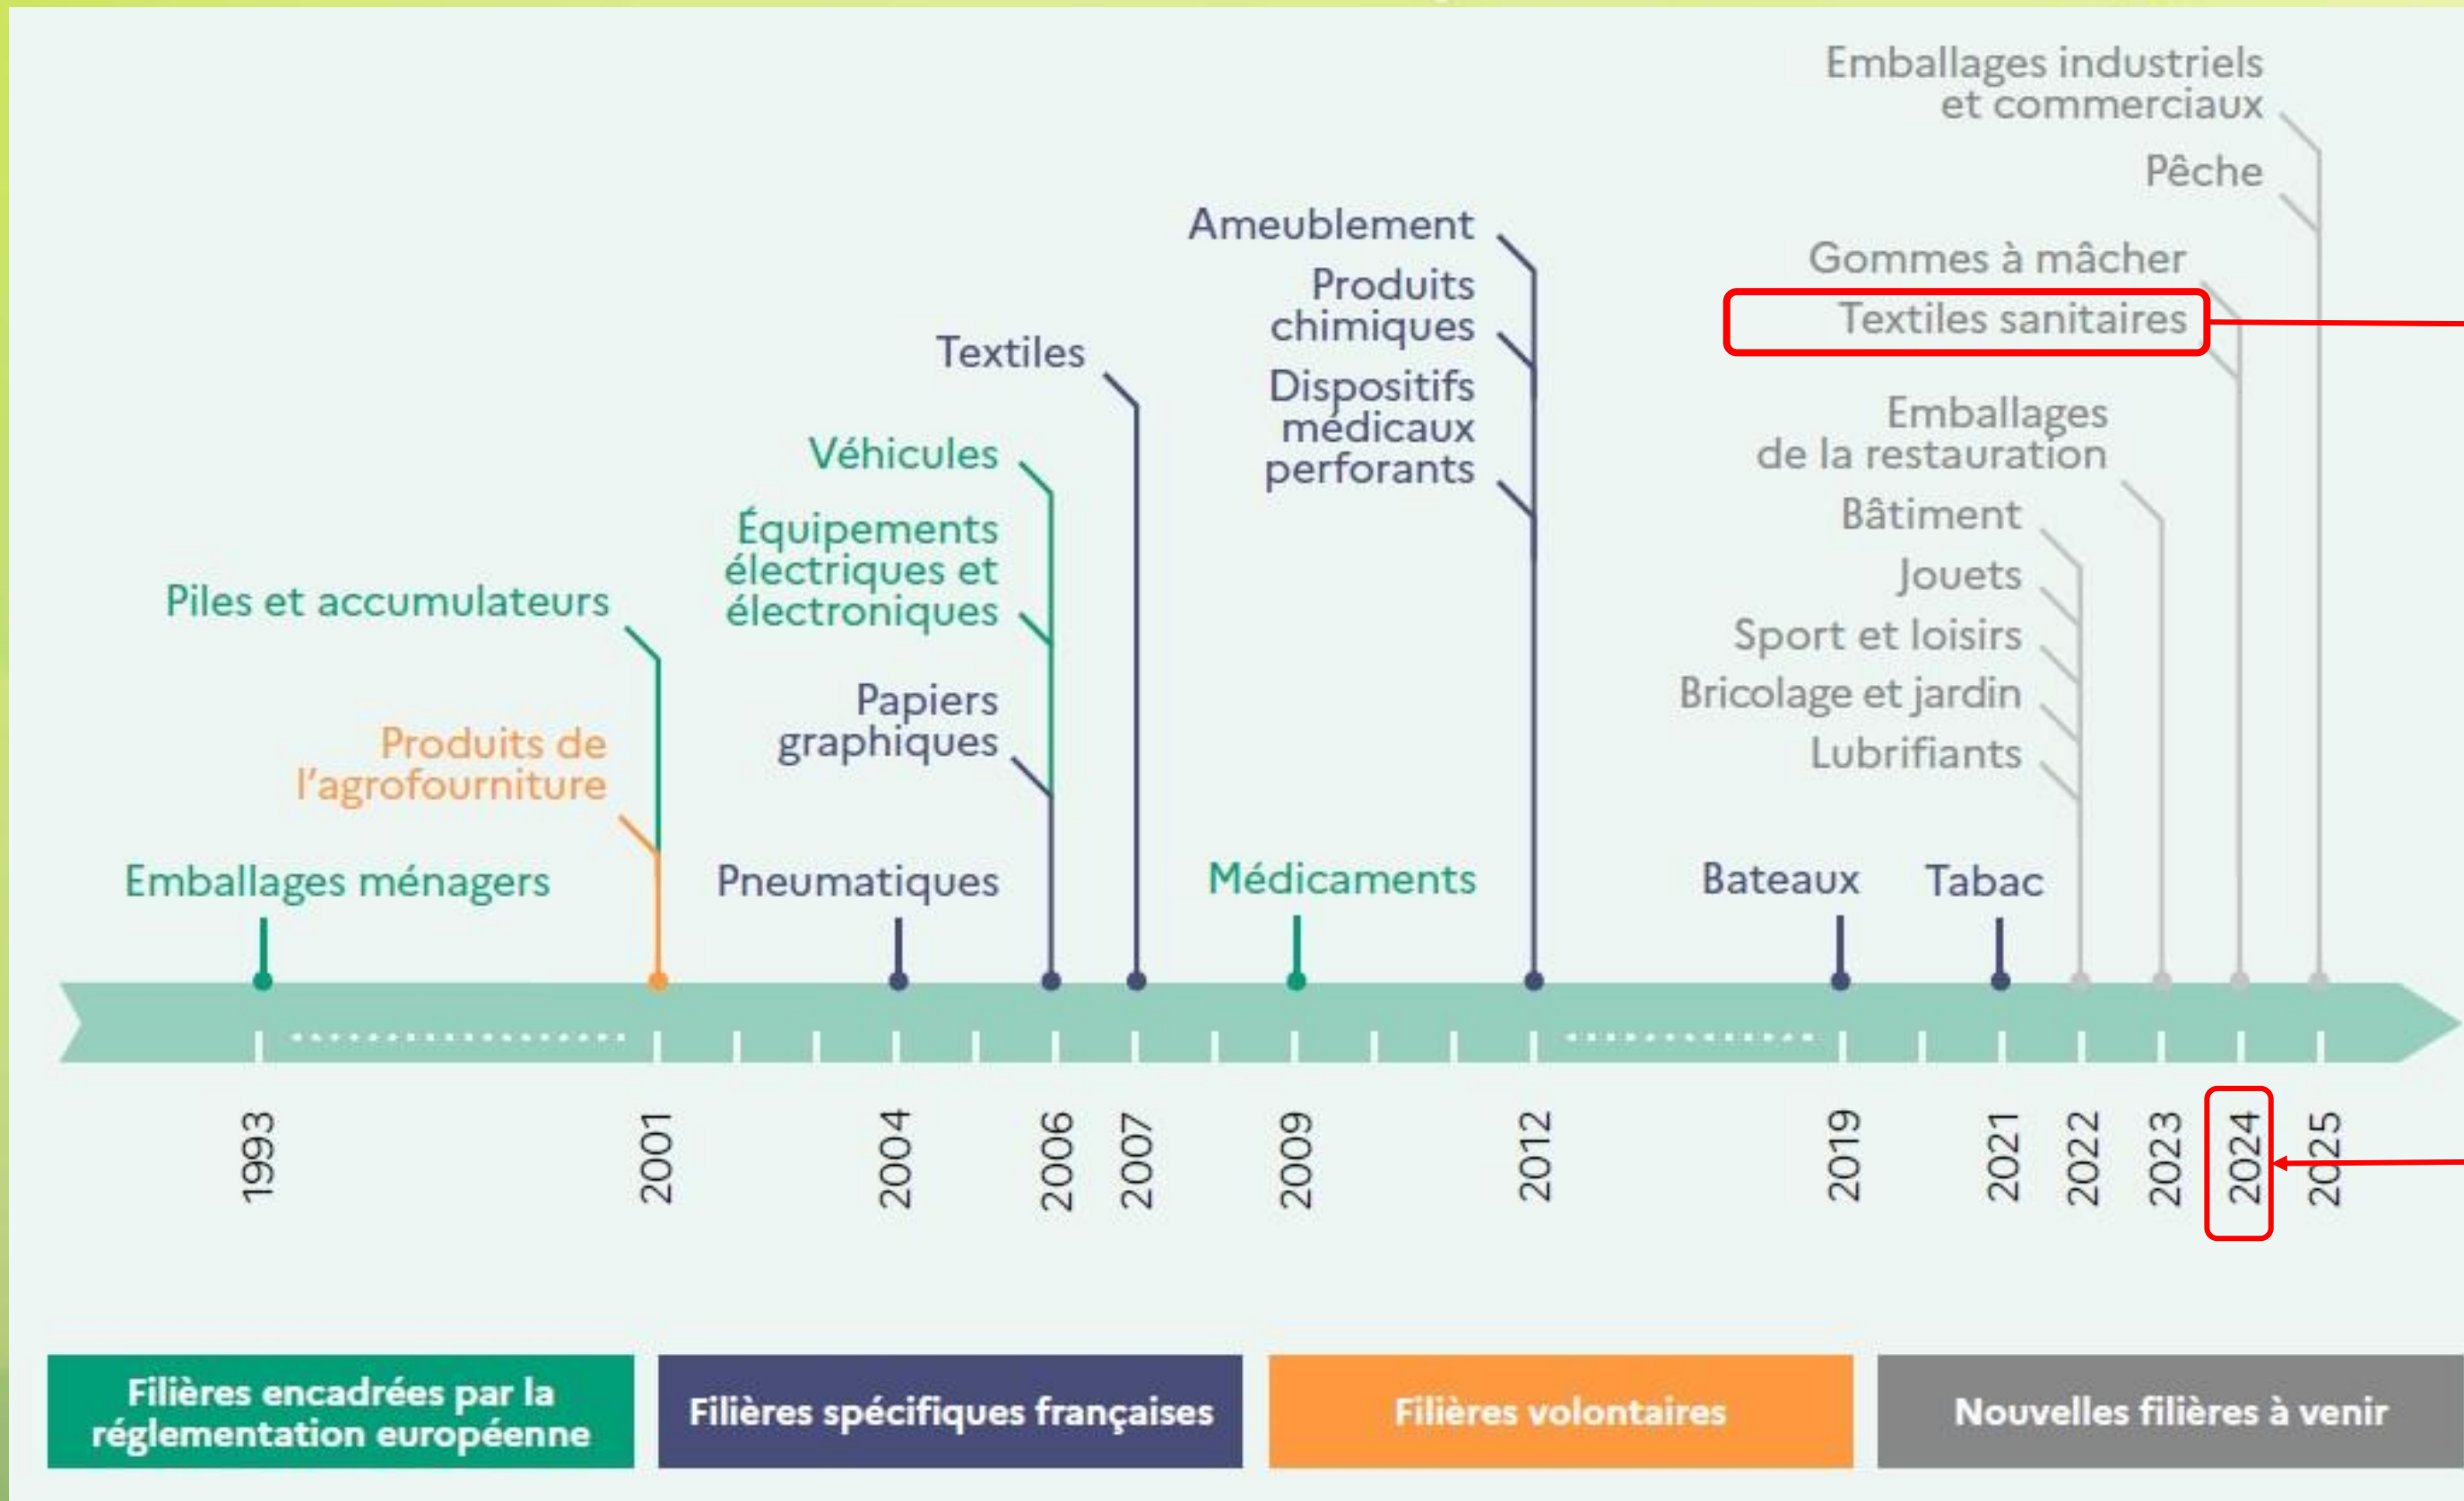 Emballages industriels
et commerciaux
Pêche
Ameublement
Gommes à mâcher
Produits
chimiques
Textiles sanitaires
Textiles
Dispositifs
médicaux
perforants
Emballages
de la restauration
Véhicules
Bâtiment
Équipements
électriques et
électroniques
Jouets
Piles et accumulateurs
Sport et loisirs
Papiers
graphiques
Bricolage et jardin
Produits de
l'agrofourniture
Lubrifiants
Emballages ménagers
Pneumatiques
Médicaments
Bateaux
Tabac
1993
2001
2004
2006
2007
2009
2012
2019
2021
2022
2023
2024
2025
Filières encadrées par la
réglementation européenne
Filières spécifiques françaises
Filières volontaires
Nouvelles filières à venir